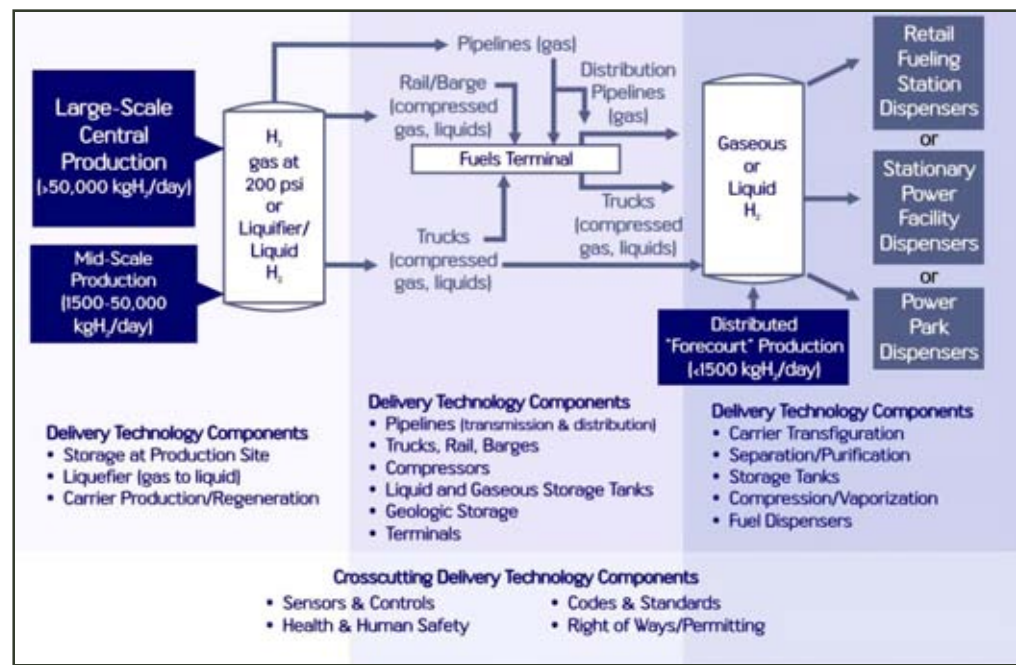 Large-Scale
Central
Production
(>50,000 kgH₂/day)
Mid-Scale
Production
(1500-50,000
kgH₂/day)
H₂
gas at
200 psi
or
Liquifier/
Liquid
H₂
Pipelines (gas)
Rail/Barge
(compressed
gas, liquids)
Distribution
Pipelines
(gas)
Fuels Terminal
Trucks
(compressed
gas, liquids)
Trucks
(compressed
gas, liquids)
Gaseous
or
Liquid
H₂
Distributed
"Forecourt" Production
(<1500 kgH₂/day)
Retail
Fueling
Station
Dispensers
or
Stationary
Power
Facility
Dispensers
or
Power
Park
Dispensers
Delivery Technology Components
• Storage at Production Site
• Liquefier (gas to liquid)
• Carrier Production/Regeneration
Delivery Technology Components
• Pipelines (transmission & distribution)
• Trucks, Rail, Barges
• Compressors
• Liquid and Gaseous Storage Tanks
• Geologic Storage
• Terminals
Delivery Technology Components
• Carrier Transfiguration
• Separation/Purification
• Storage Tanks
• Compression/Vaporization
• Fuel Dispensers
Crosscutting Delivery Technology Components
• Sensors & Controls
• Health & Human Safety
• Codes & Standards
• Right of Ways/Permitting